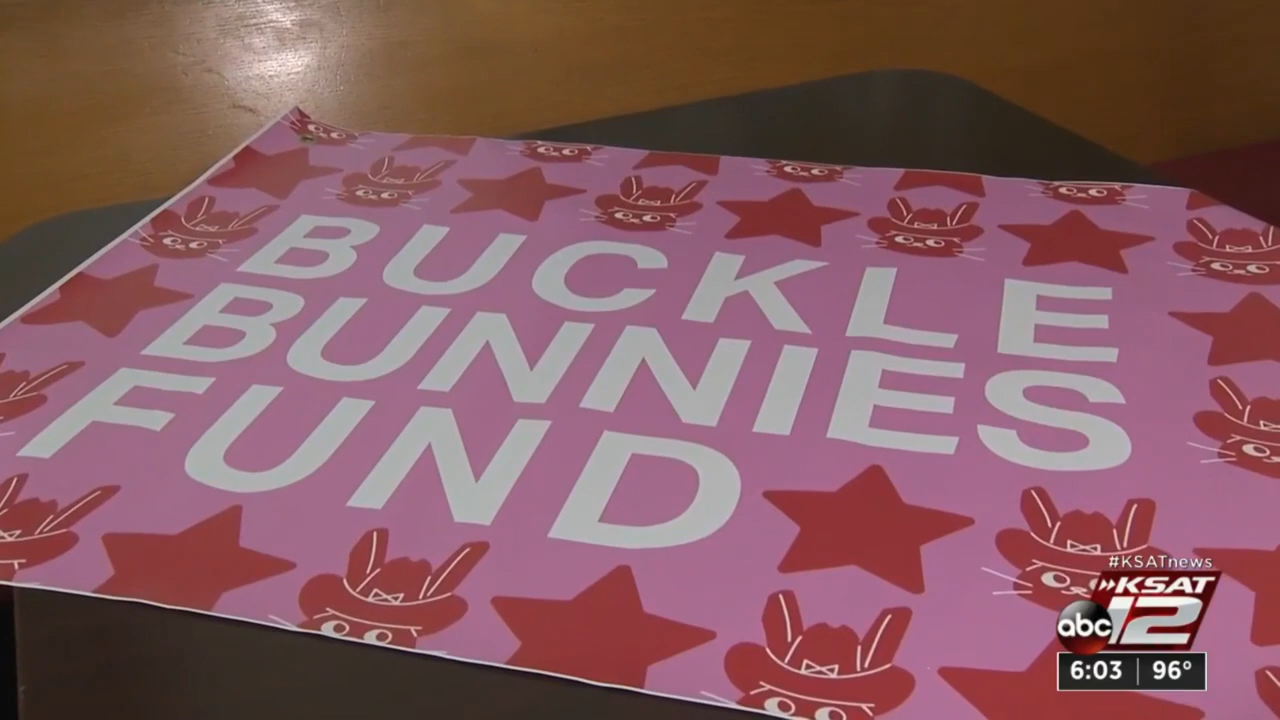 BUCKLE
BUNNIES
FUND
#KSATnews
KSAT
abc 12
6:03 96°